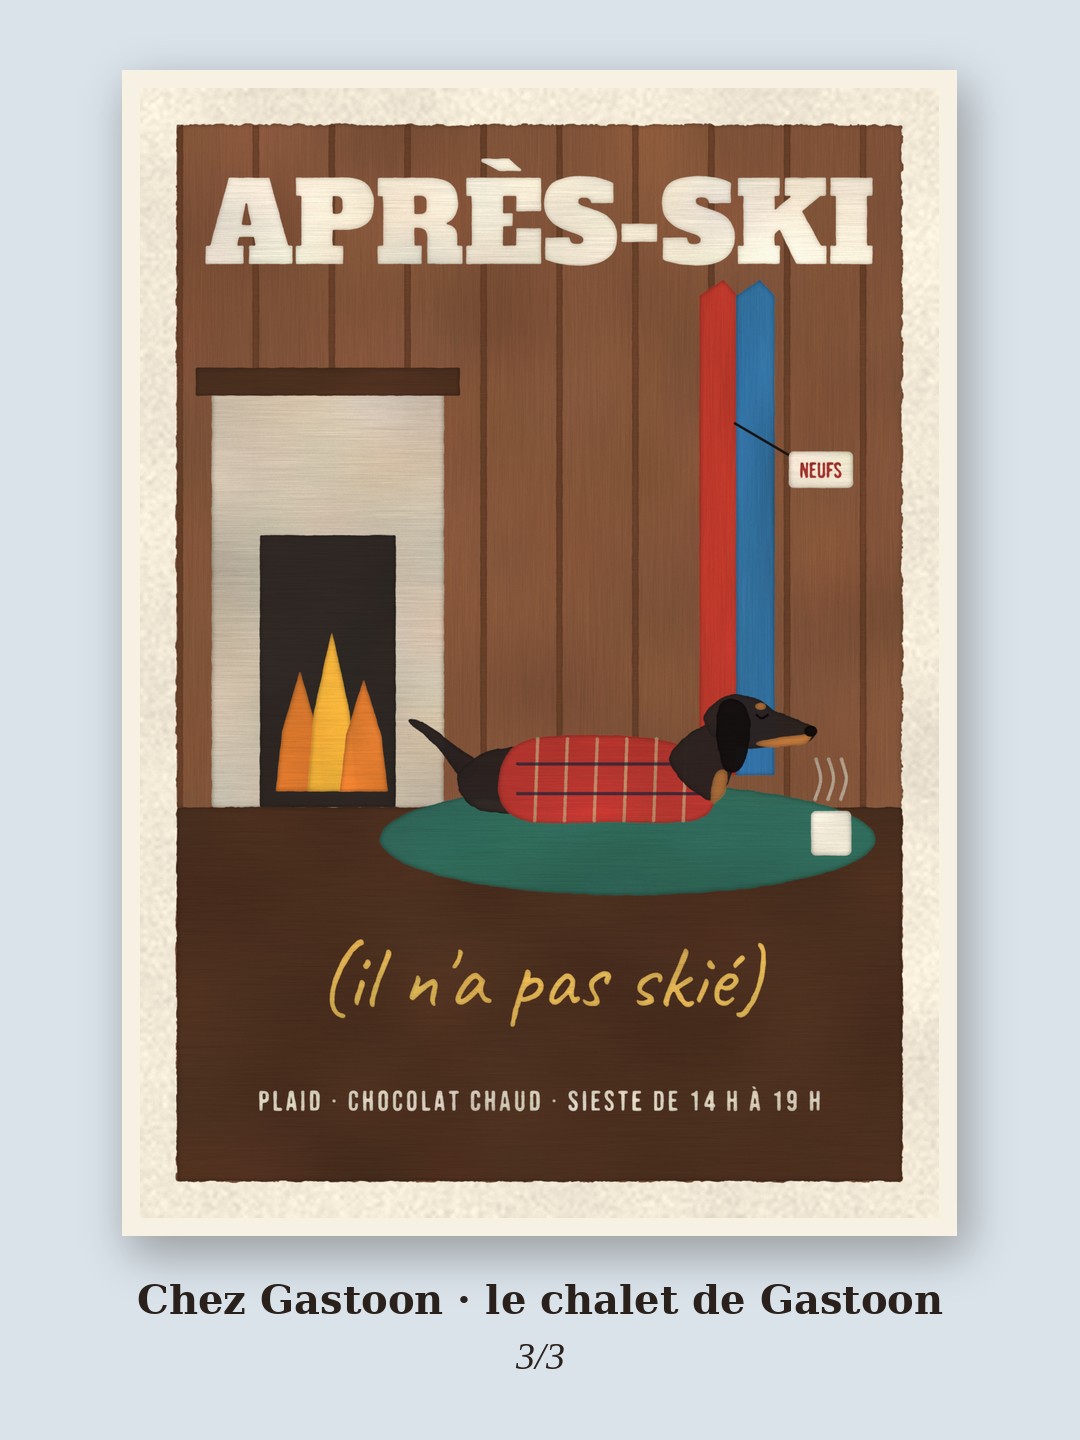 APRÈS-SKI
NEUFS
(il n'a pas skié)
PLAID · CHOCOLAT CHAUD · SIESTE DE 14 H À 19 H
Chez Gastoon · le chalet de Gastoon
3/3